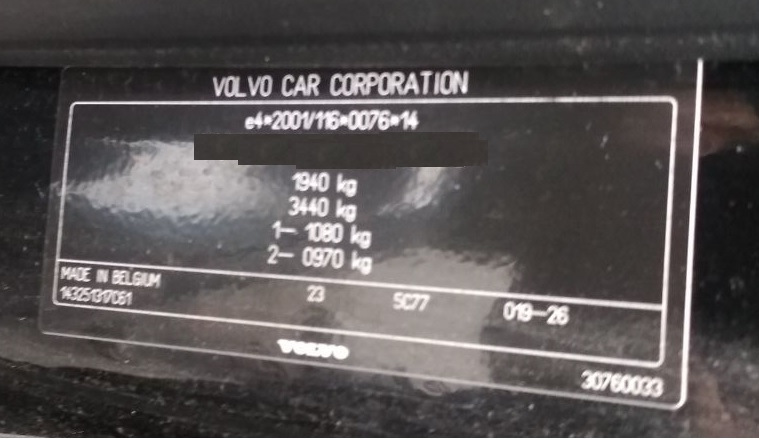 VOLVO CAR CORPORATION
e4*2001/116*0076*14
1940 kg
3440 kg
1- 1080 kg
2- 0970 kg
MADE IN BELGIUM
143251317061 23 5C77 019-26
VOLVO
30760033